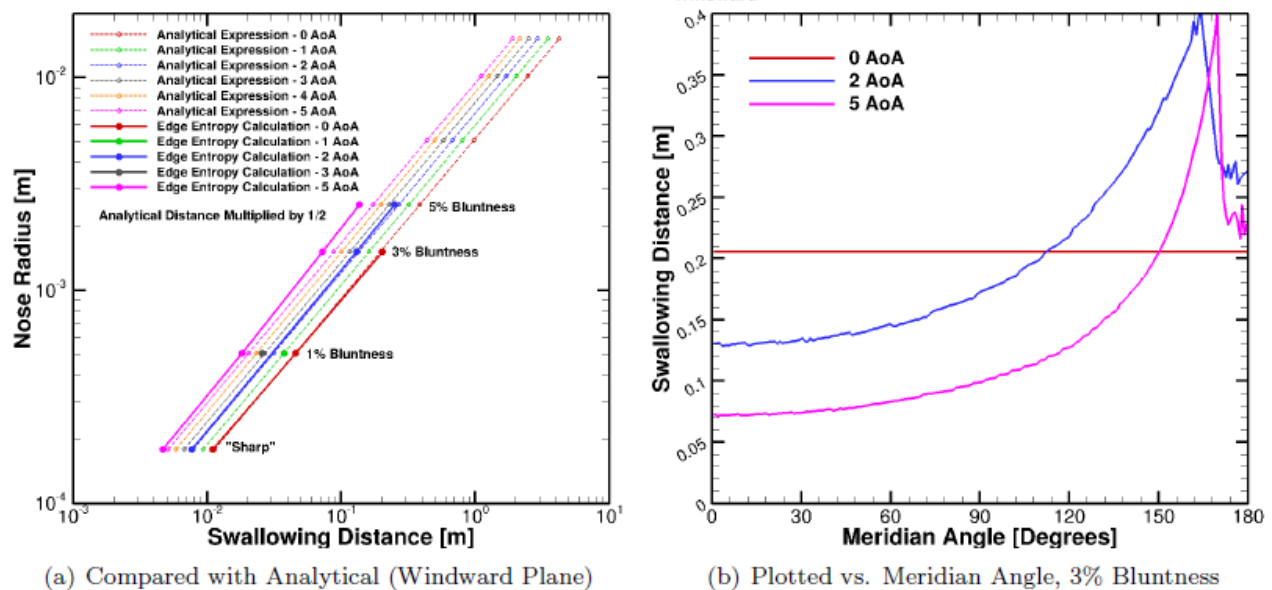 10^-2
10^-3
10^-4
Nose Radius [m]
Analytical Expression - 0 AoA
Analytical Expression - 1 AoA
Analytical Expression - 2 AoA
Analytical Expression - 3 AoA
Analytical Expression - 4 AoA
Analytical Expression - 5 AoA
Edge Entropy Calculation - 0 AoA
Edge Entropy Calculation - 1 AoA
Edge Entropy Calculation - 2 AoA
Edge Entropy Calculation - 3 AoA
Edge Entropy Calculation - 5 AoA
Analytical Distance Multiplied by 1/2
5% Bluntness
3% Bluntness
1% Bluntness
"Sharp"
10^-3 10^-2 10^-1 10^0 10^1
Swallowing Distance [m]
(a) Compared with Analytical (Windward Plane)
0.4
0.35
0.3
0.25
0.2
0.15
0.1
0.05
0
Swallowing Distance [m]
0 AoA
2 AoA
5 AoA
0 30 60 90 120 150 180
Meridian Angle [Degrees]
(b) Plotted vs. Meridian Angle, 3% Bluntness